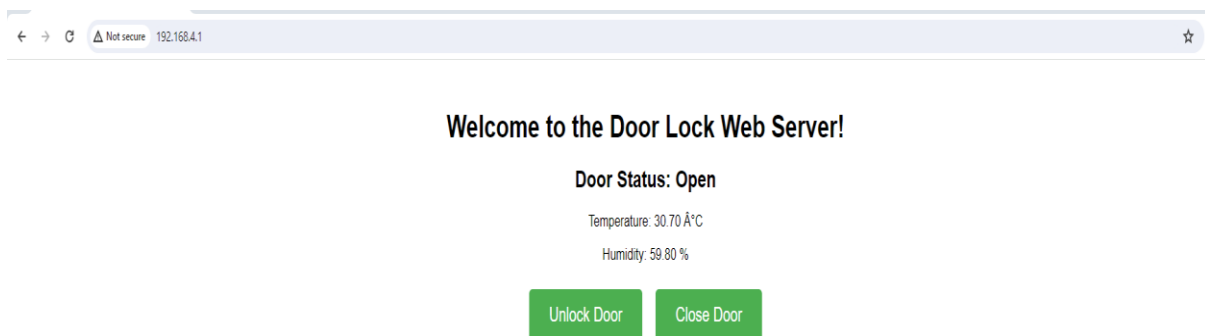 Not secure 192.168.4.1
Welcome to the Door Lock Web Server!
Door Status: Open
Temperature: 30.70 Â°C
Humidity: 59.80 %
Unlock Door Close Door